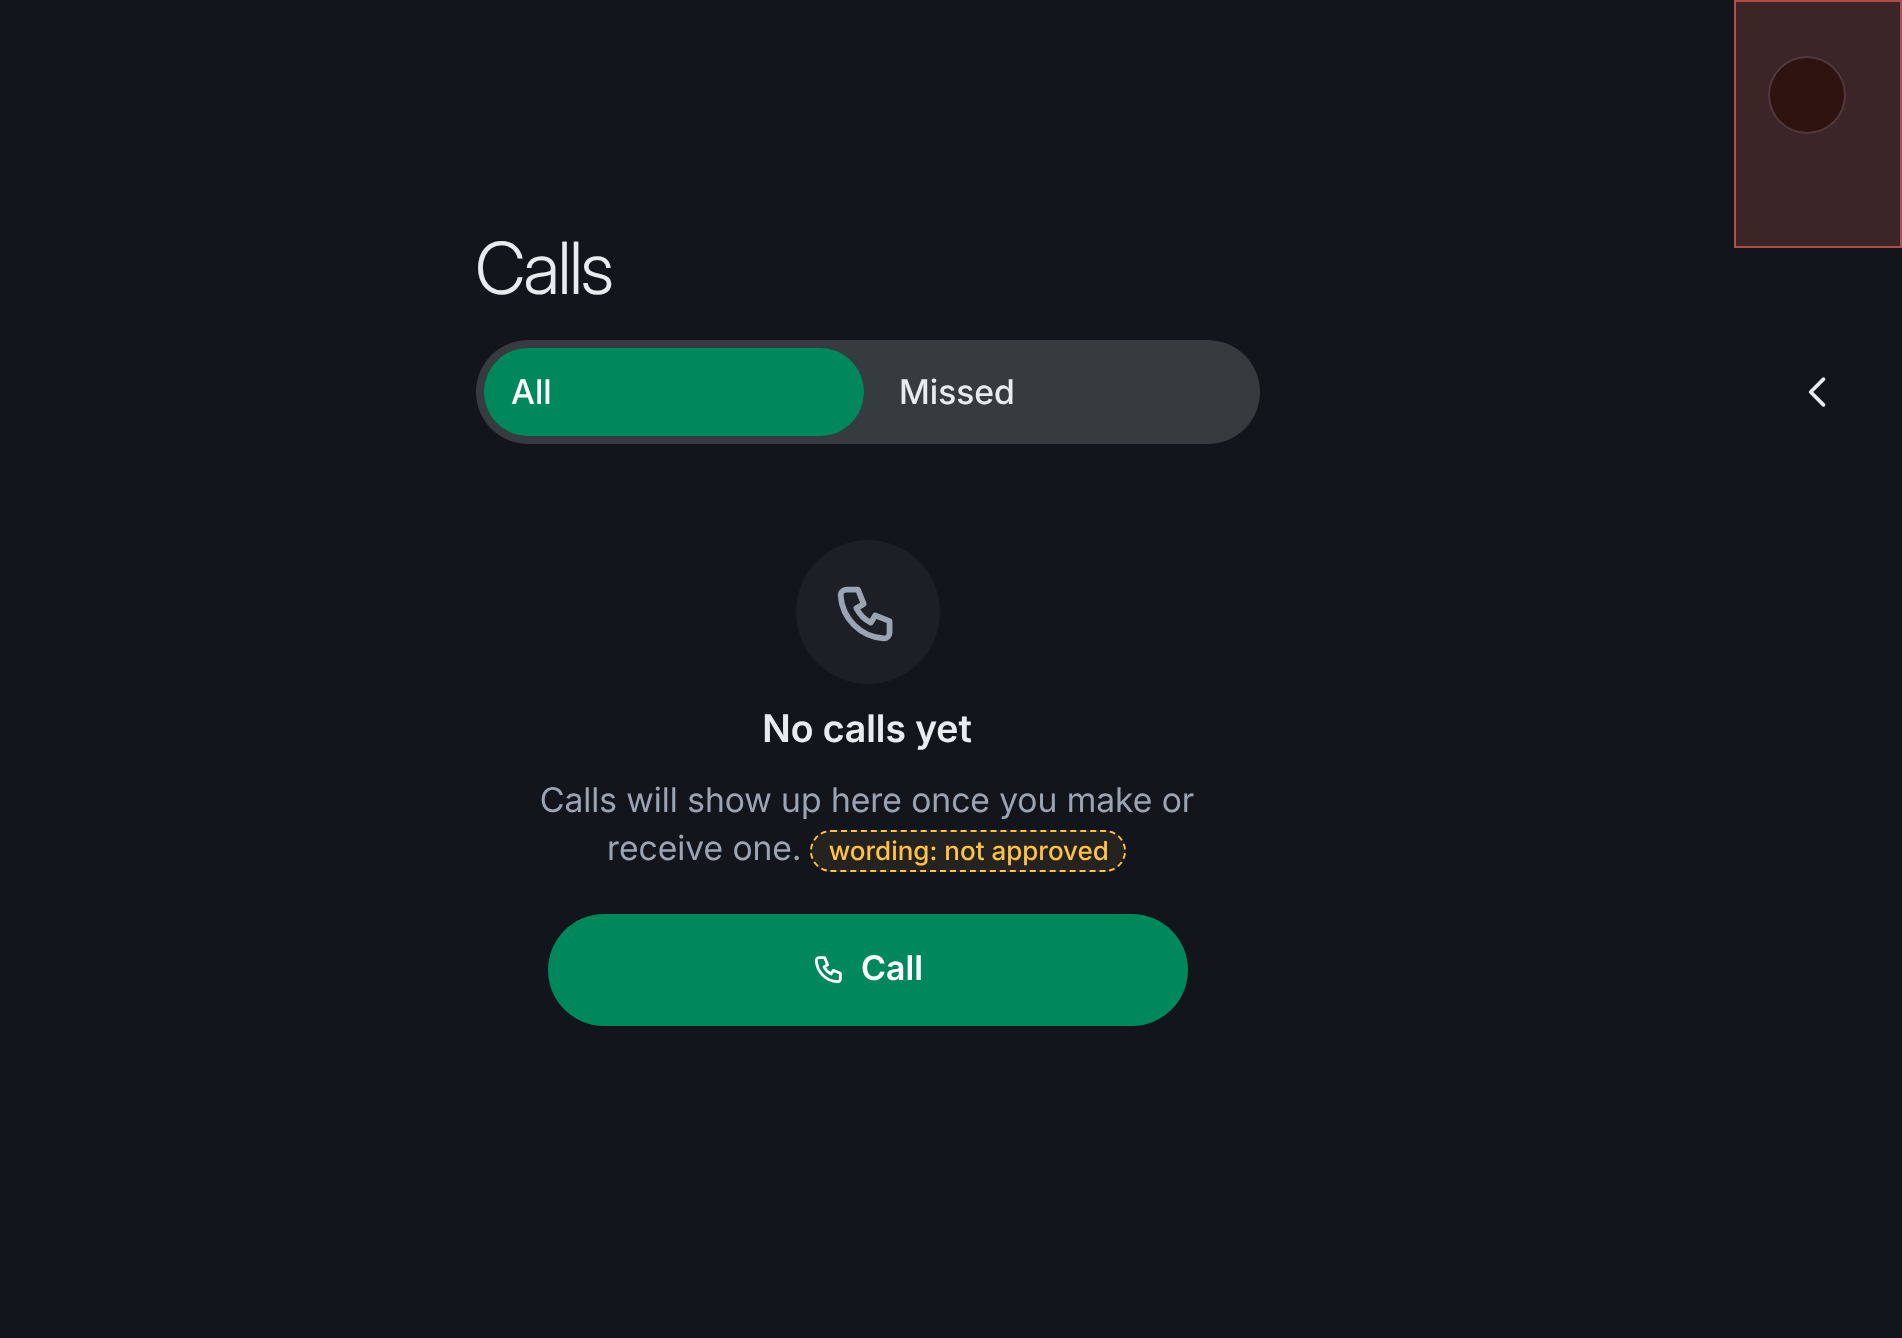 Calls
All
Missed
No calls yet
Calls will show up here once you make or
receive one. wording: not approved
Call